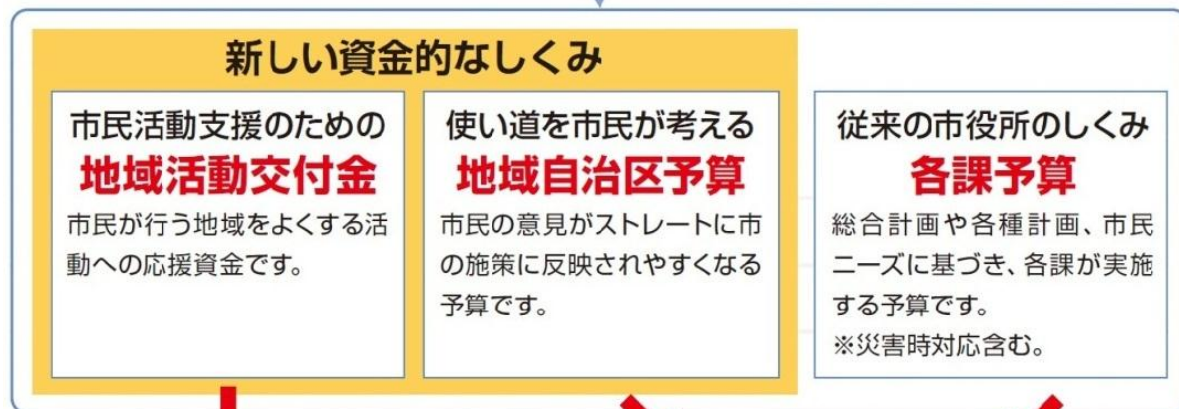 新しい資金的なしくみ
市民活動支援のための
地域活動交付金
市民が行う地域をよくする活
動への応援資金です。
使い道を市民が考える
地域自治区予算
市民の意見がストレートに市
の施策に反映されやすくなる
予算です。
従来の市役所のしくみ
各課予算
総合計画や各種計画、市民
ニーズに基づき、各課が実施
する予算です。
※災害時対応含む。